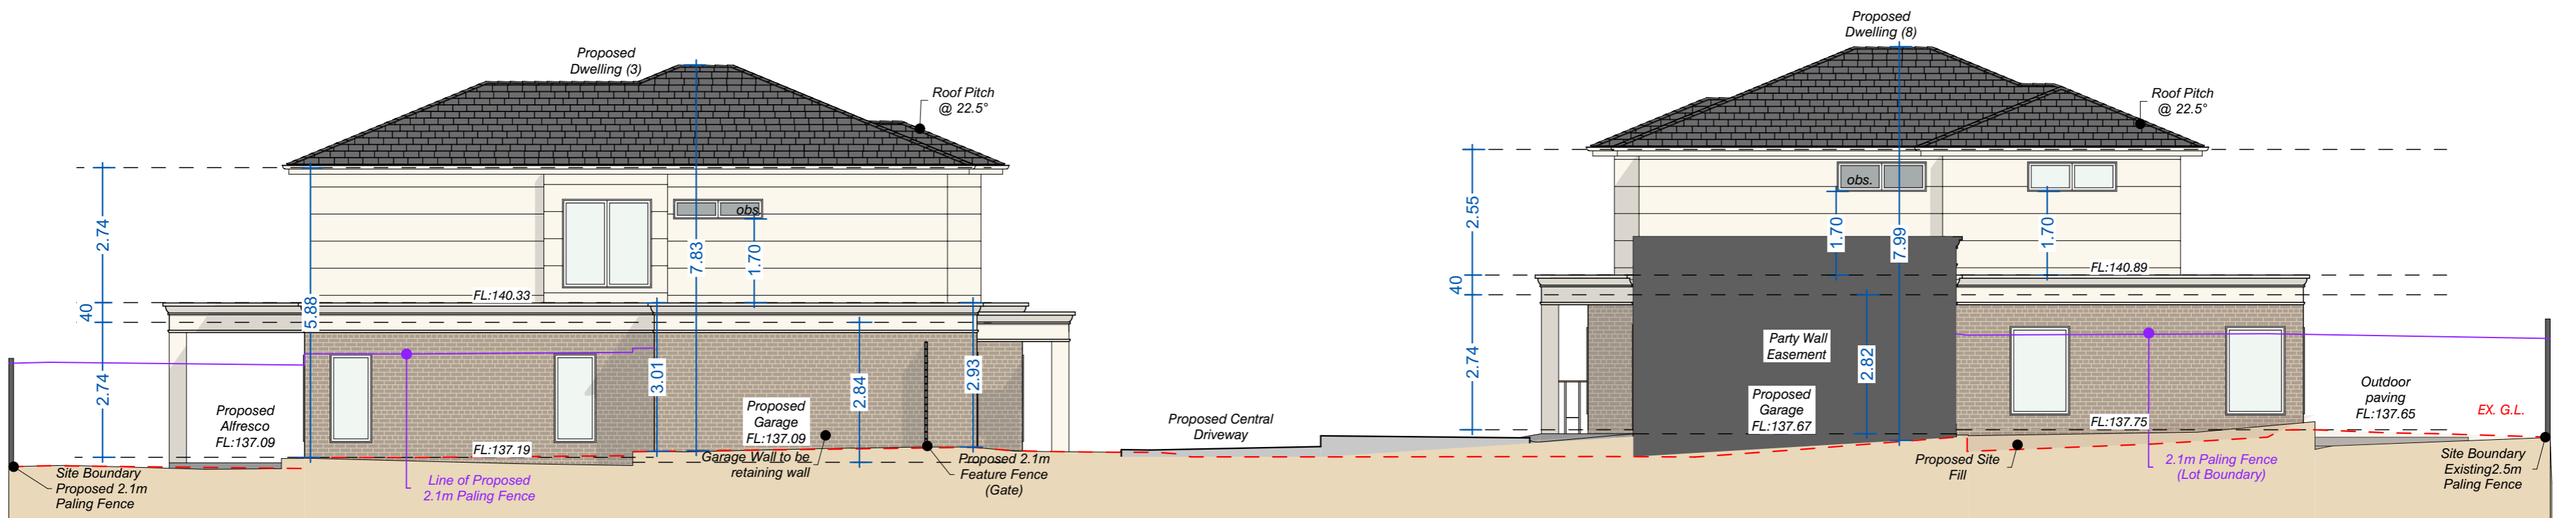 Proposed
Dwelling (3)
Roof Pitch
@ 22.5°
2.74
40
2.74
5.88
7.83
1.70
obs.
FL:140.33
3.01
2.84
2.93
Proposed
Alfresco
FL:137.09
Proposed
Garage
FL:137.09
FL:137.19
Garage Wall to be
retaining wall
Site Boundary
Proposed 2.1m
Paling Fence
Line of Proposed
2.1m Paling Fence
Proposed 2.1m
Feature Fence
(Gate)
Proposed Central
Driveway
Proposed
Dwelling (8)
Roof Pitch
@ 22.5°
2.55
40
2.74
obs.
1.70
7.99
1.70
FL:140.89
Party Wall
Easement
2.82
Proposed
Garage
FL:137.67
FL:137.75
Outdoor
paving
FL:137.65
EX. G.L.
Proposed Site
Fill
2.1m Paling Fence
(Lot Boundary)
Site Boundary
Existing2.5m
Paling Fence